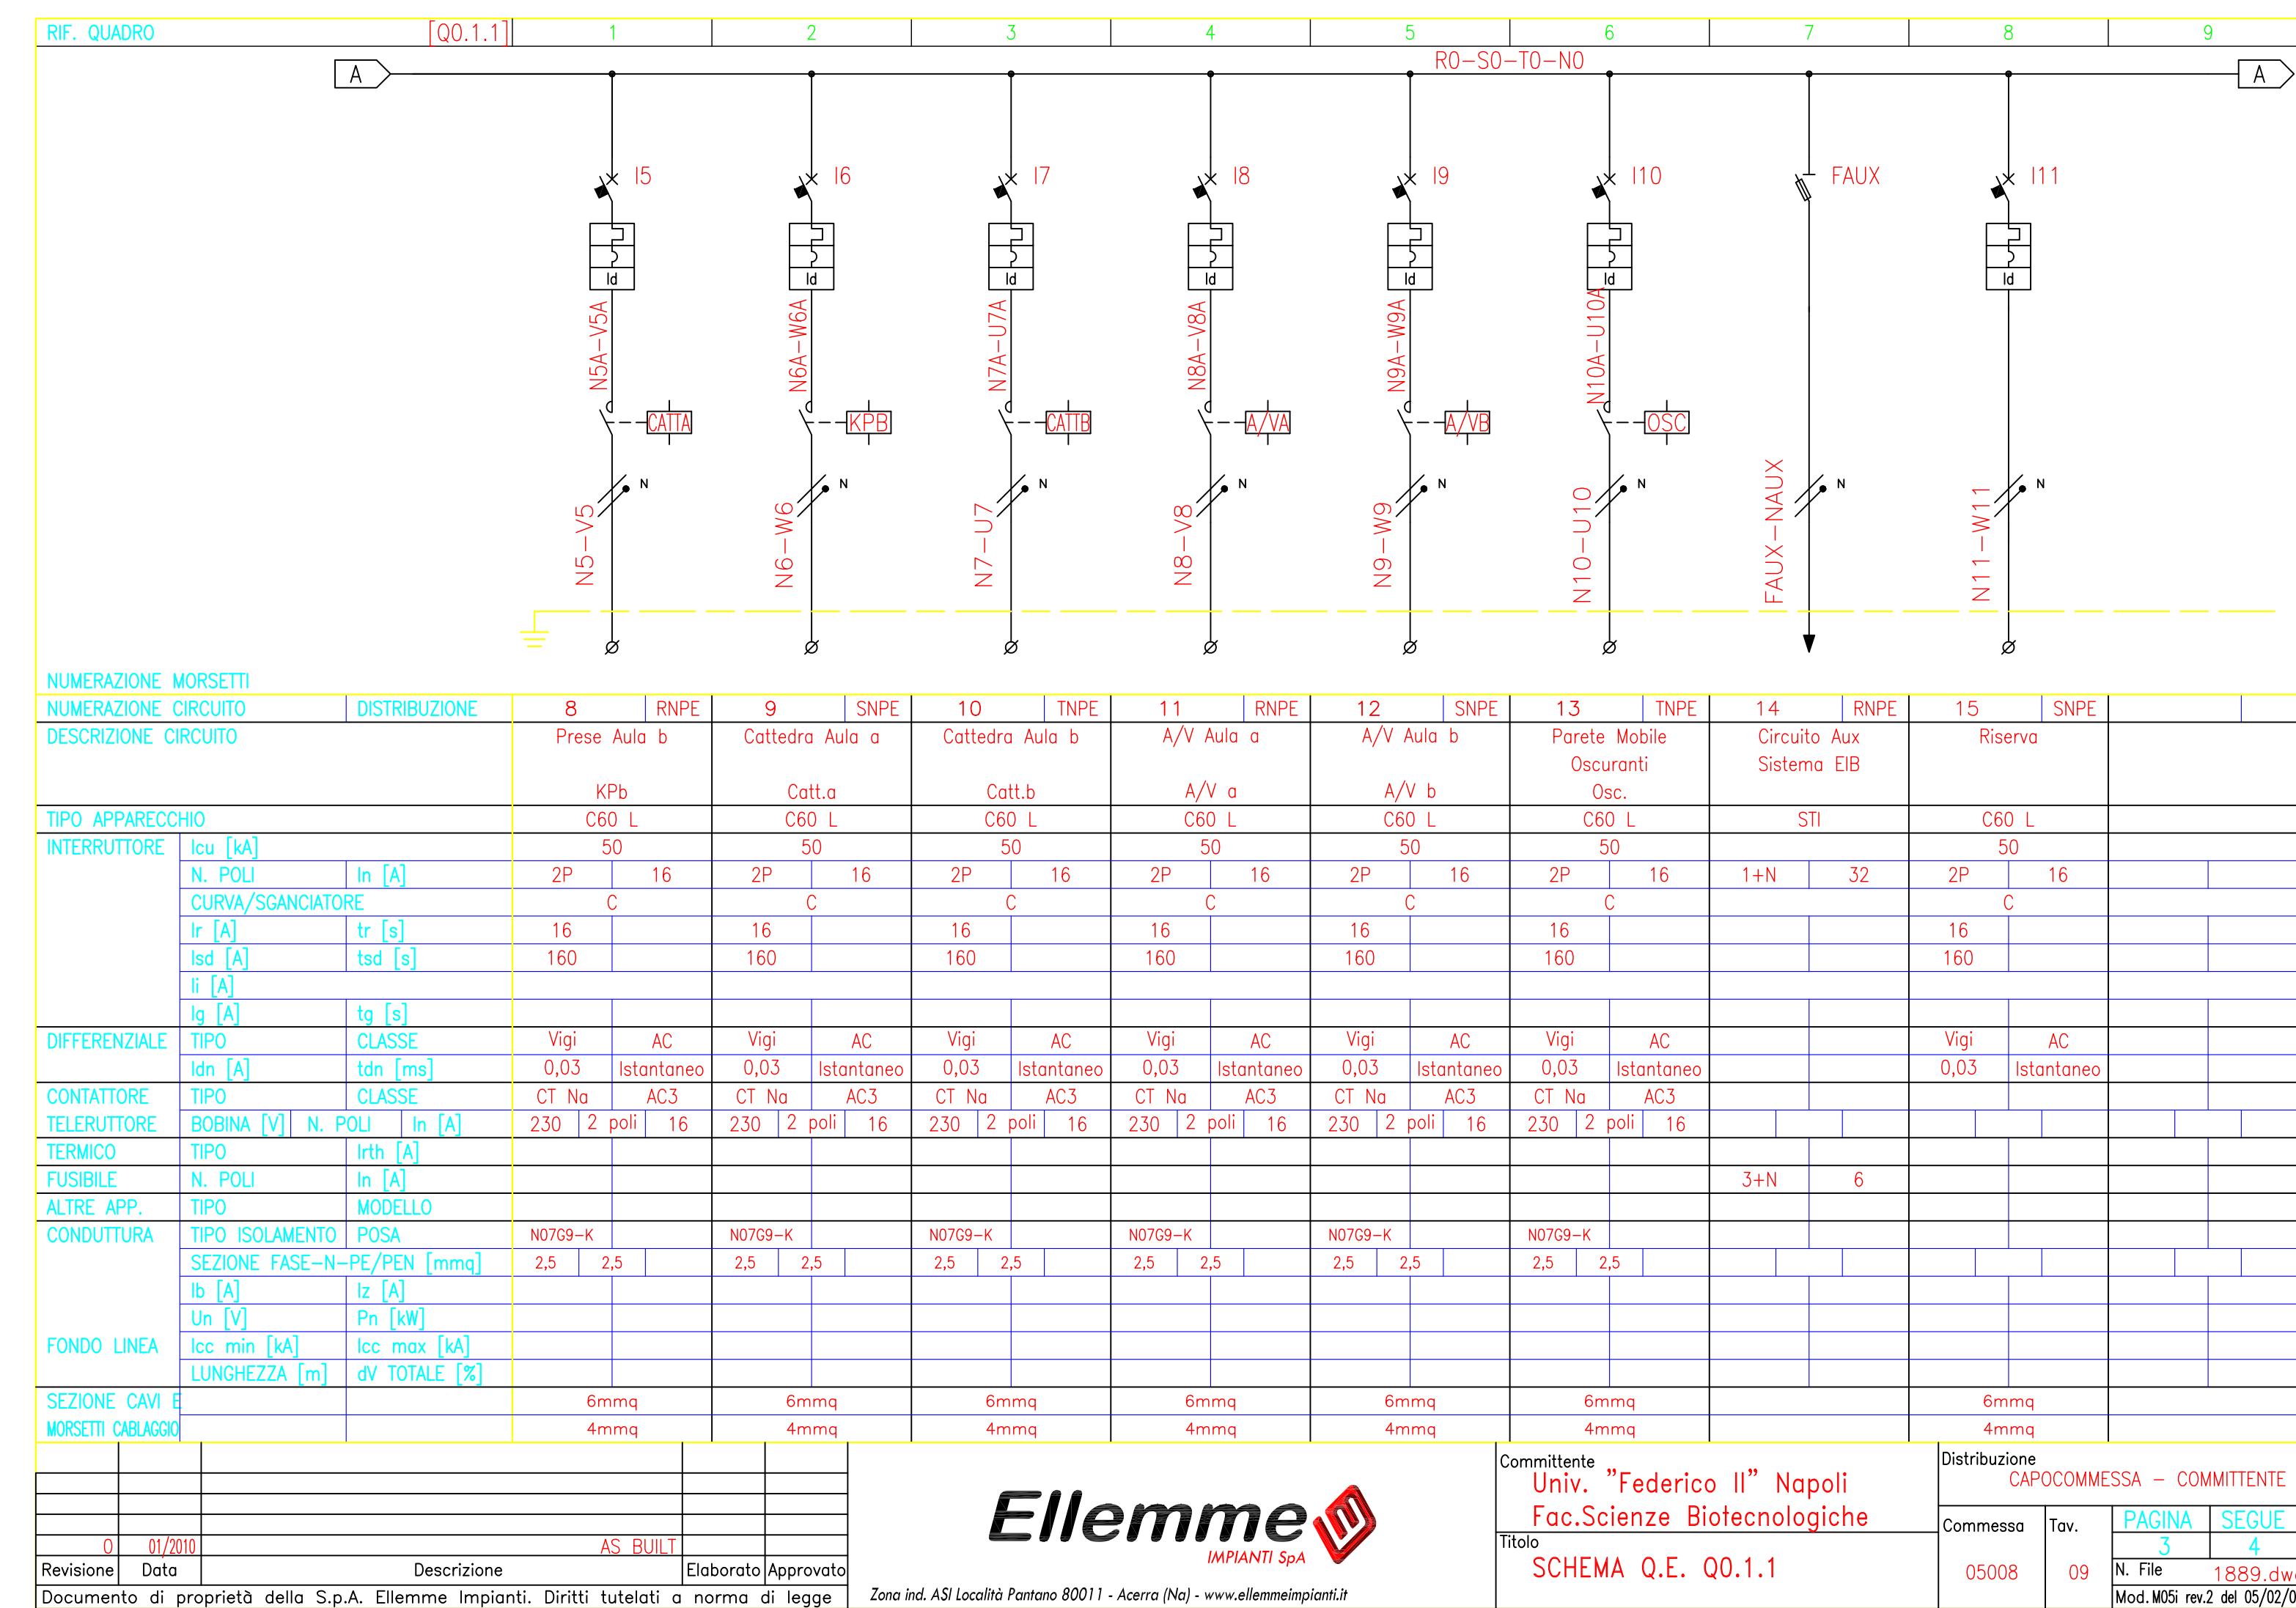 RIF. QUADRO [Q0.1.1] 1 2 3 4 5 6 7 8 9
R0-S0-T0-N0
A A
I5 I6 I7 I8 I9 I10 FAUX I11
Id Id Id Id Id Id Id
N5A-V5A N6A-W6A N7A-U7A N8A-V8A N9A-W9A N10A-U10A
CATTA KPB CATTB A/VA A/VB OSC
N N N N N N N N
N5-V5 N6-W6 N7-U7 N8-V8 N9-W9 N10-U10 FAUX-NAUX N11-W11
NUMERAZIONE MORSETTI
NUMERAZIONE CIRCUITO DISTRIBUZIONE 8 RNPE 9 SNPE 10 TNPE 11 RNPE 12 SNPE 13 TNPE 14 RNPE 15 SNPE
DESCRIZIONE CIRCUITO Prese Aula b Cattedra Aula a Cattedra Aula b A/V Aula a A/V Aula b Parete Mobile Circuito Aux Riserva
Oscuranti Sistema EIB
KPb Catt.a Catt.b A/V a A/V b Osc.
TIPO APPARECCHIO C60 L C60 L C60 L C60 L C60 L C60 L STI C60 L
INTERRUTTORE Icu [kA] 50 50 50 50 50 50 50
N. POLI In [A] 2P 16 2P 16 2P 16 2P 16 2P 16 2P 16 1+N 32 2P 16
CURVA/SGANCIATORE C C C C C C C
Ir [A] tr [s] 16 16 16 16 16 16 16
Isd [A] tsd [s] 160 160 160 160 160 160 160
Ii [A]
Ig [A] tg [s]
DIFFERENZIALE TIPO CLASSE Vigi AC Vigi AC Vigi AC Vigi AC Vigi AC Vigi AC Vigi AC
Idn [A] tdn [ms] 0,03 Istantaneo 0,03 Istantaneo 0,03 Istantaneo 0,03 Istantaneo 0,03 Istantaneo 0,03 Istantaneo 0,03 Istantaneo
CONTATTORE TIPO CLASSE CT Na AC3 CT Na AC3 CT Na AC3 CT Na AC3 CT Na AC3 CT Na AC3
TELERUTTORE BOBINA [V] N. POLI In [A] 230 2 poli 16 230 2 poli 16 230 2 poli 16 230 2 poli 16 230 2 poli 16 230 2 poli 16
TERMICO TIPO Irth [A]
FUSIBILE N. POLI In [A] 3+N 6
ALTRE APP. TIPO MODELLO
CONDUTTURA TIPO ISOLAMENTO POSA N07G9-K N07G9-K N07G9-K N07G9-K N07G9-K N07G9-K
SEZIONE FASE-N-PE/PEN [mmq] 2,5 2,5 2,5 2,5 2,5 2,5 2,5 2,5 2,5 2,5 2,5 2,5
Ib [A] Iz [A]
Un [V] Pn [kW]
FONDO LINEA Icc min [kA] Icc max [kA]
LUNGHEZZA [m] dV TOTALE [%]
SEZIONE CAVI E 6mmq 6mmq 6mmq 6mmq 6mmq 6mmq 6mmq
MORSETTI CABLAGGIO 4mmq 4mmq 4mmq 4mmq 4mmq 4mmq 4mmq
0 01/2010 AS BUILT
Revisione Data Descrizione Elaborato Approvato
Documento di proprietà della S.p.A. Ellemme Impianti. Diritti tutelati a norma di legge
Ellemme
IMPIANTI SpA
Zona ind. ASI Località Pantano 80011 - Acerra (Na) - www.ellemmeimpianti.it
Committente
Univ. "Federico II" Napoli
Fac.Scienze Biotecnologiche
Titolo
SCHEMA Q.E. Q0.1.1
Distribuzione
CAPOCOMMESSA - COMMITTENTE
Commessa Tav. PAGINA SEGUE
3 4
05008 09 N. File 1889.dw
Mod.M05i rev.2 del 05/02/0